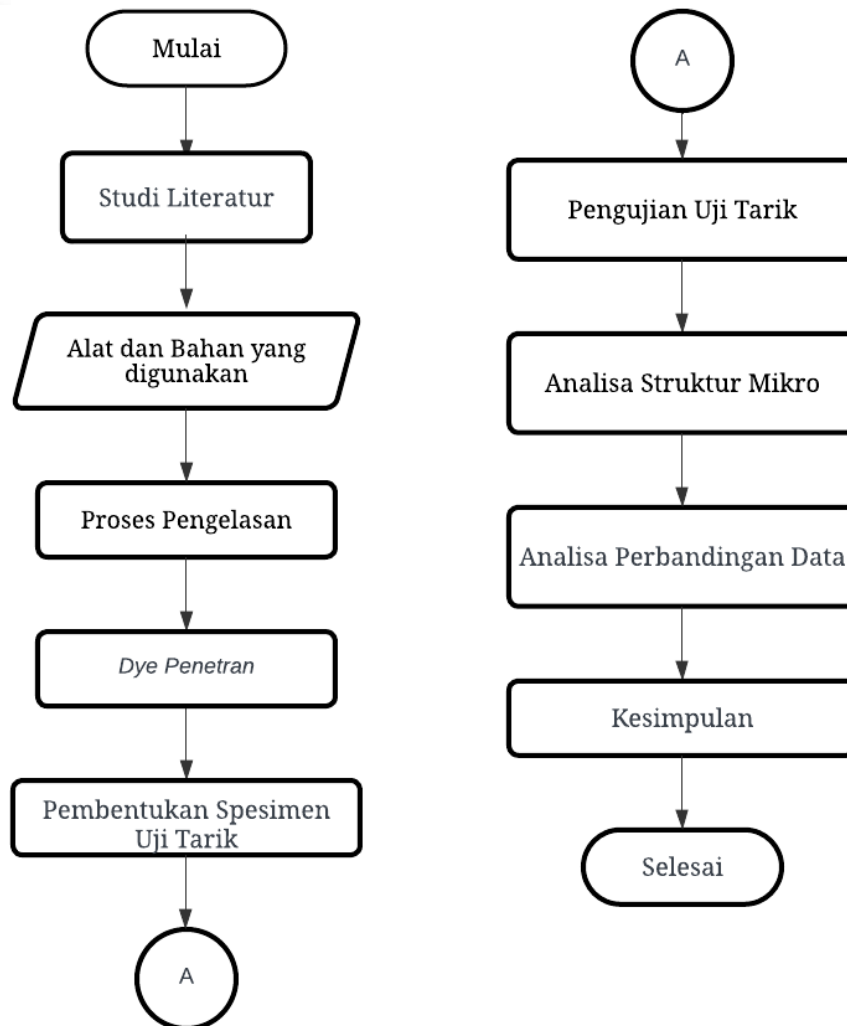 Mulai
Studi Literatur
Alat dan Bahan yang
digunakan
Proses Pengelasan
Dye Penetran
Pembentukan Spesimen
Uji Tarik
A
A
Pengujian Uji Tarik
Analisa Struktur Mikro
Analisa Perbandingan Data
Kesimpulan
Selesai